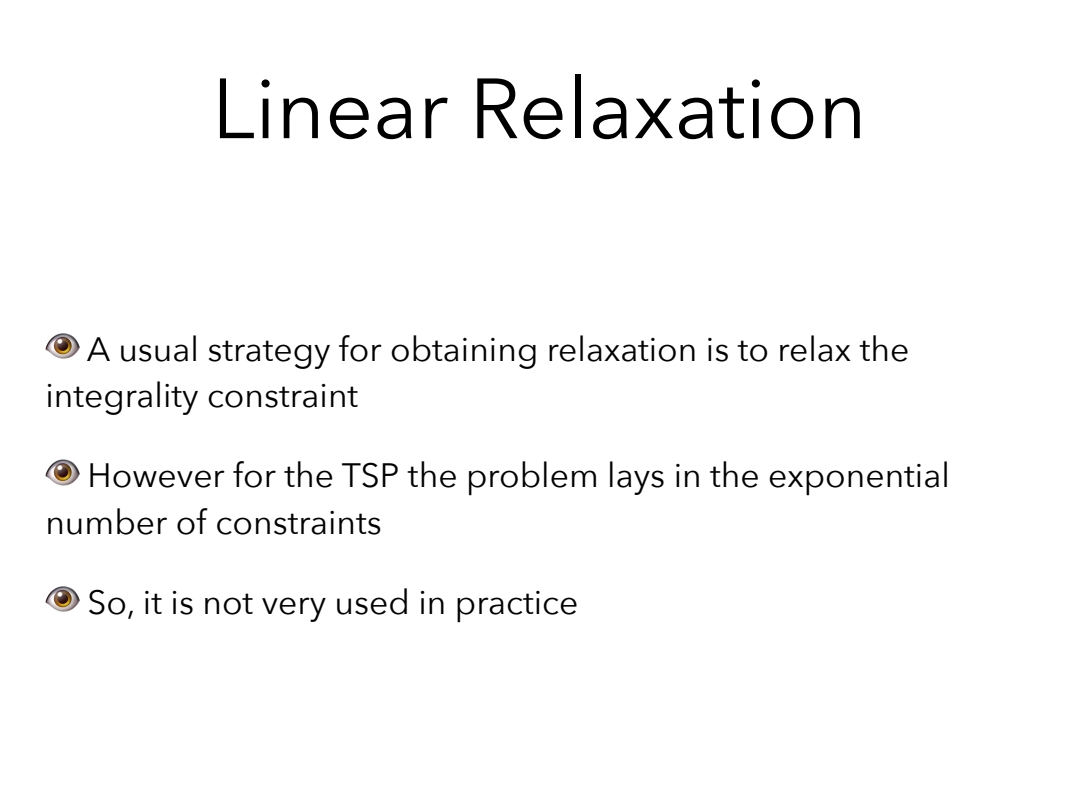 Linear Relaxation
👁 A usual strategy for obtaining relaxation is to relax the
integrality constraint
👁 However for the TSP the problem lays in the exponential
number of constraints
👁 So, it is not very used in practice